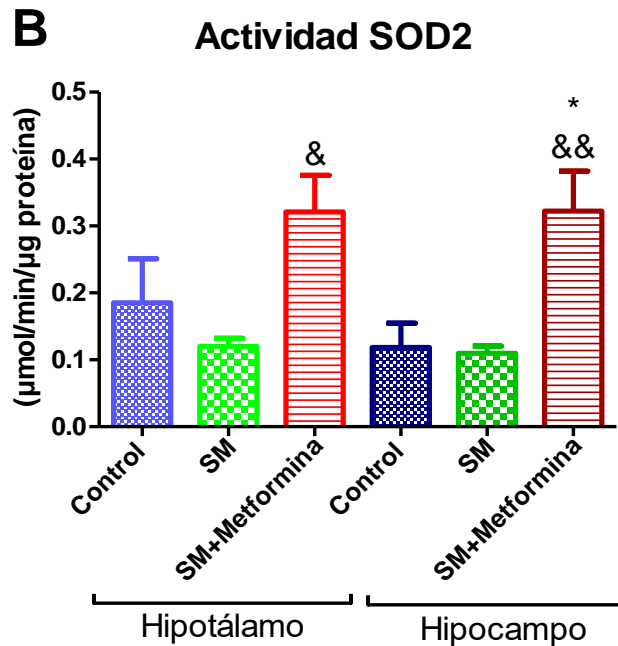 B
Actividad SOD2
(µmol/min/µg proteína)
0.5
0.4
0.3
0.2
0.1
0.0
&
*
&&
Control
SM
SM+Metformina
Control
SM
SM+Metformina
Hipotálamo
Hipocampo